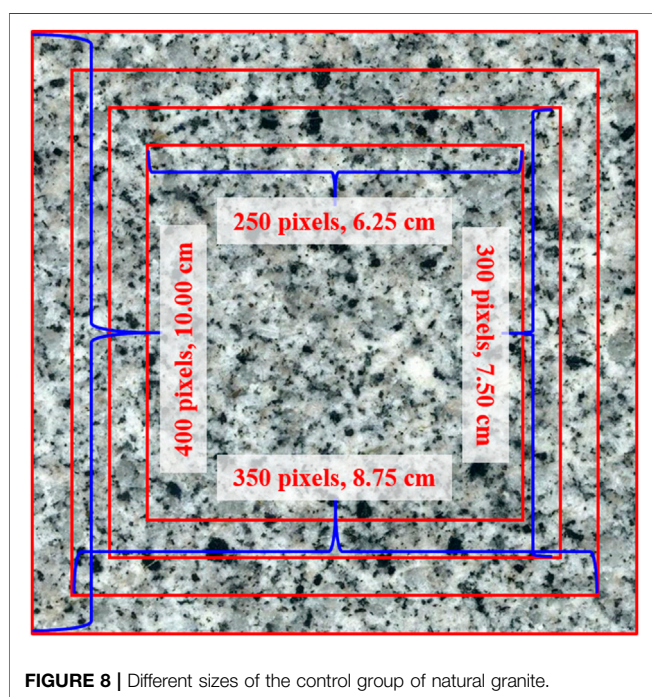 250 pixels, 6.25 cm
400 pixels, 10.00 cm
300 pixels, 7.50 cm
350 pixels, 8.75 cm
FIGURE 8 | Different sizes of the control group of natural granite.